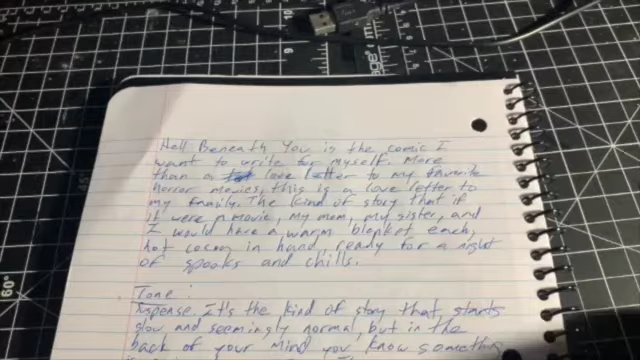 Hell Beneath You is the comic I
want to write for myself. More
than a love letter to my favorite
horror movies, this is a love letter to
my family. The kind of story that if
it were a movie, my mom, my sister, and
I would have a warm blanket each,
hot cocoa in hand, ready for a night
of spooks and chills.
Tone:
Suspense. It's the kind of story that starts
slow and seemingly normal, but in the
back of your mind you know something
60°
45°
10
9